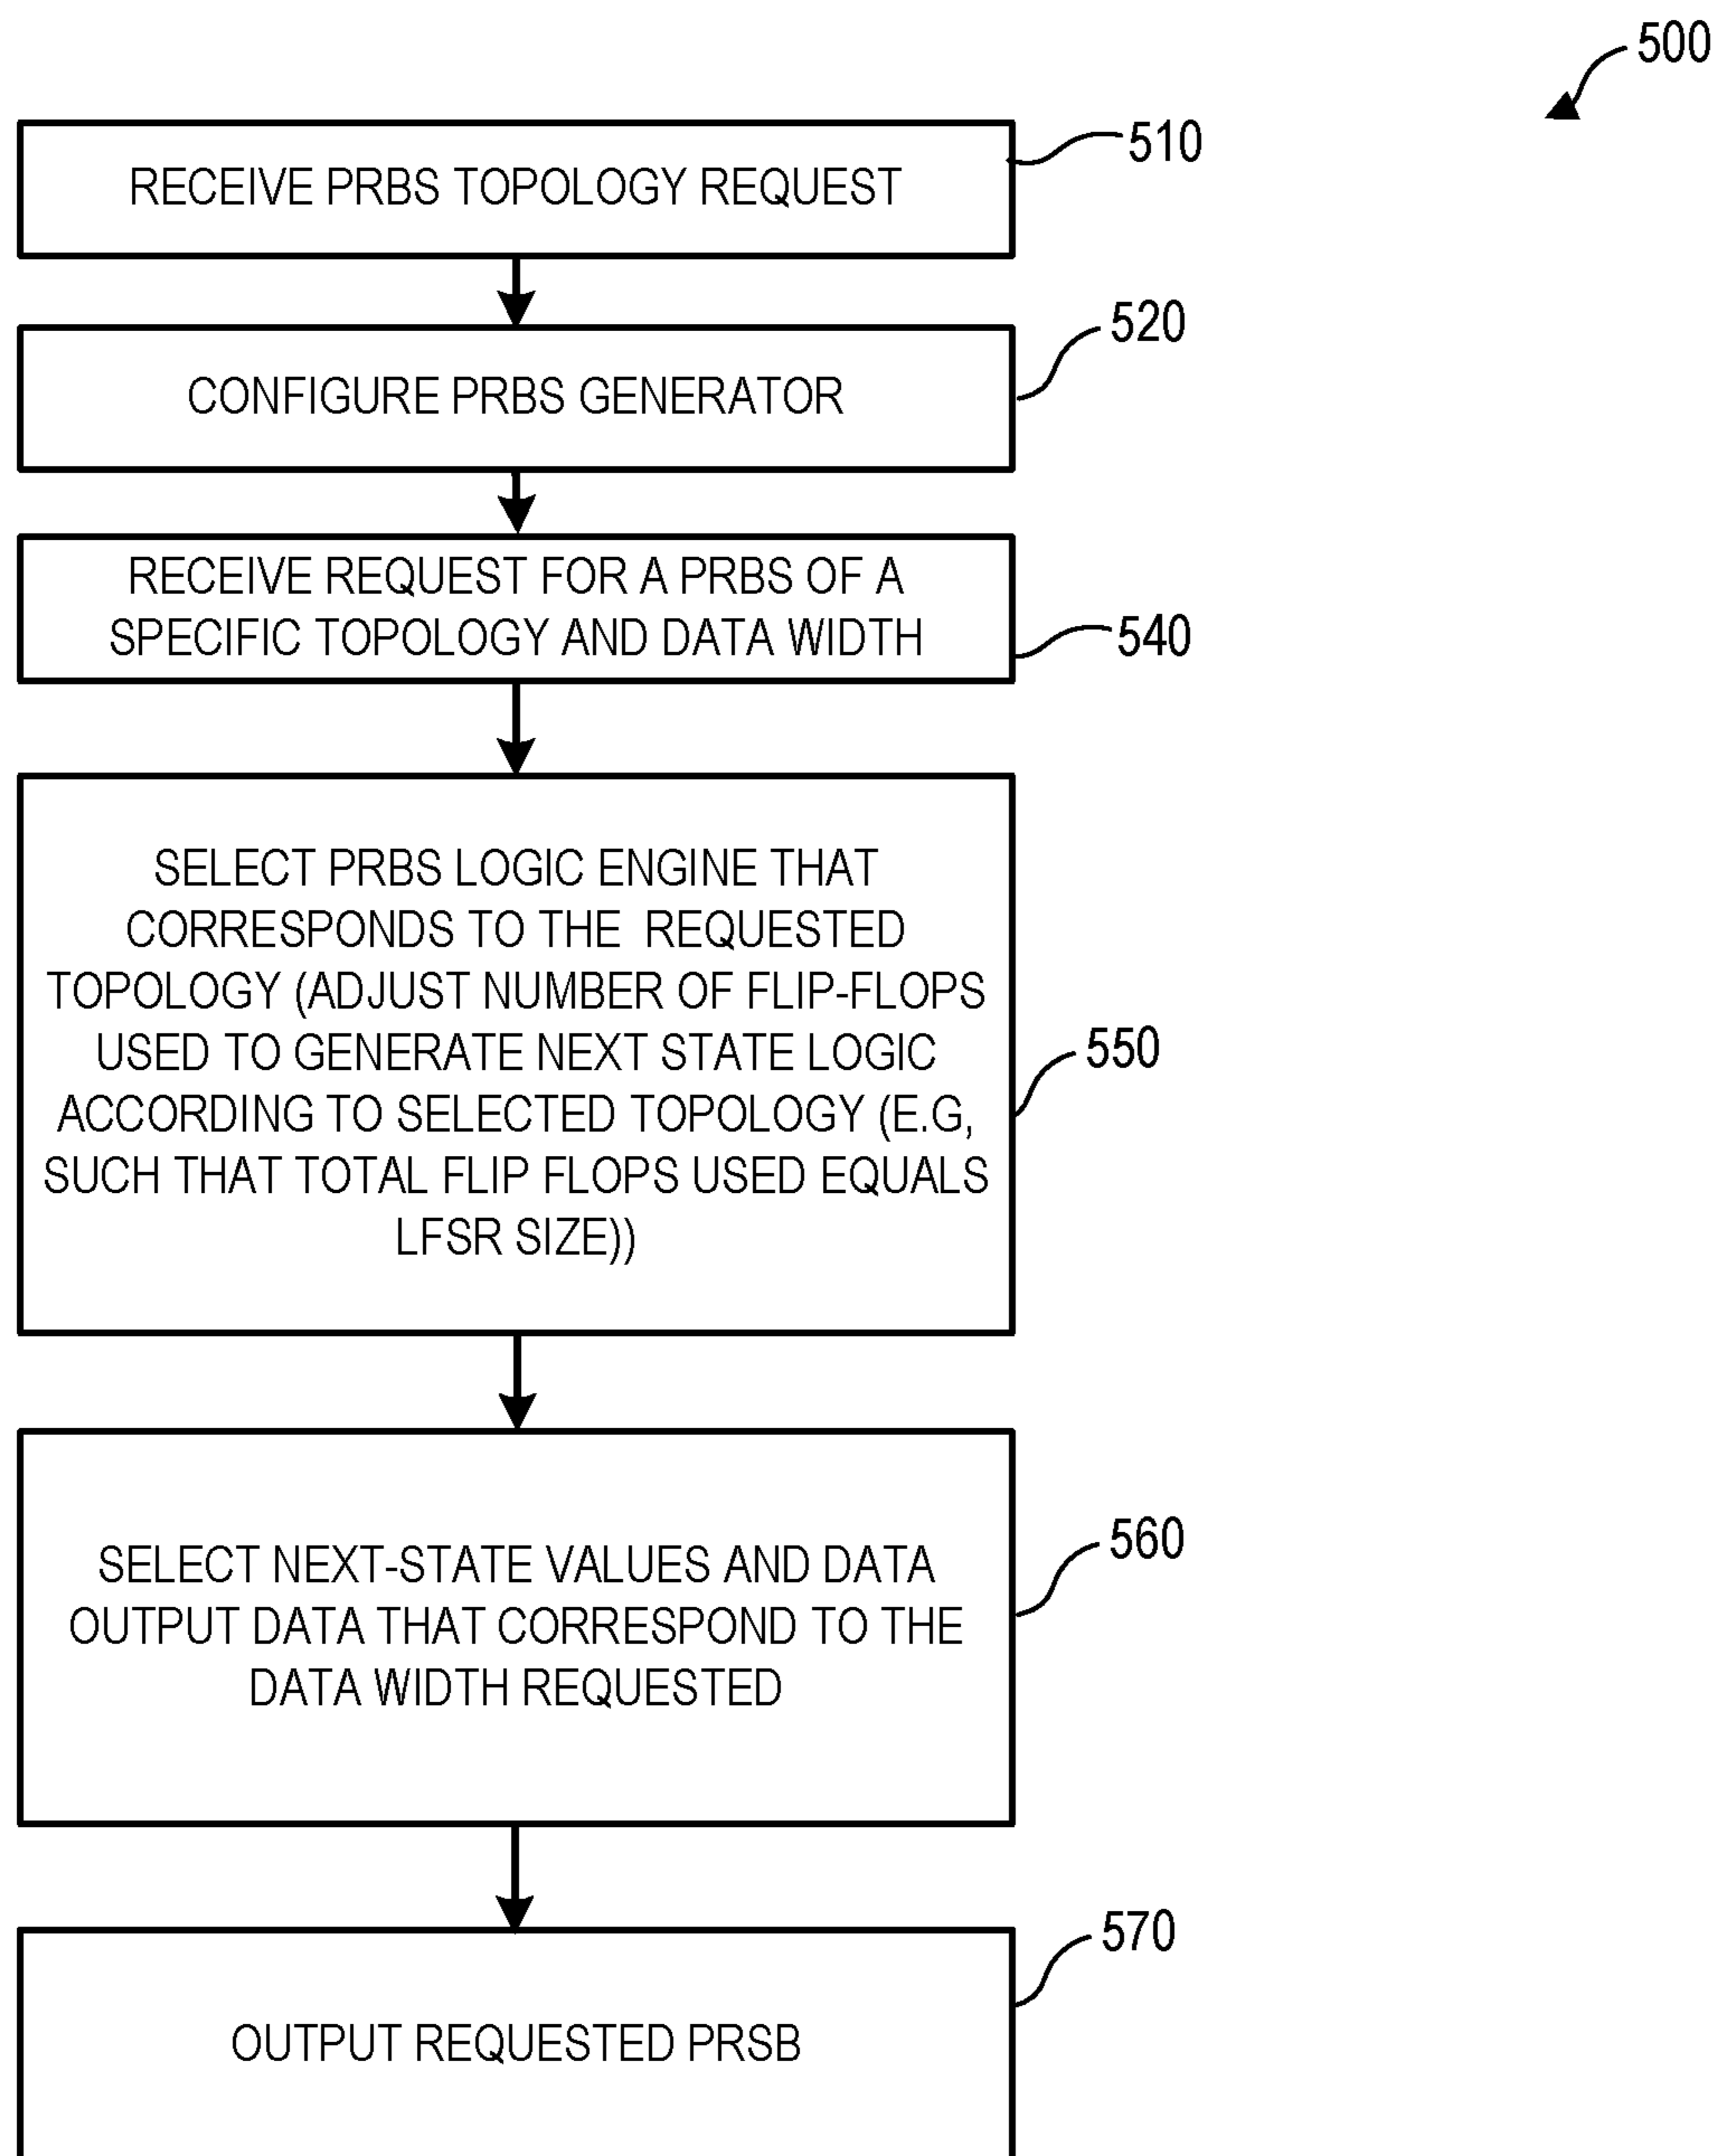 500
RECEIVE PRBS TOPOLOGY REQUEST
510
CONFIGURE PRBS GENERATOR
520
RECEIVE REQUEST FOR A PRBS OF A
SPECIFIC TOPOLOGY AND DATA WIDTH
540
SELECT PRBS LOGIC ENGINE THAT
CORRESPONDS TO THE REQUESTED
TOPOLOGY (ADJUST NUMBER OF FLIP-FLOPS
USED TO GENERATE NEXT STATE LOGIC
ACCORDING TO SELECTED TOPOLOGY (E.G,
SUCH THAT TOTAL FLIP FLOPS USED EQUALS
LFSR SIZE))
550
SELECT NEXT-STATE VALUES AND DATA
OUTPUT DATA THAT CORRESPOND TO THE
DATA WIDTH REQUESTED
560
OUTPUT REQUESTED PRSB
570